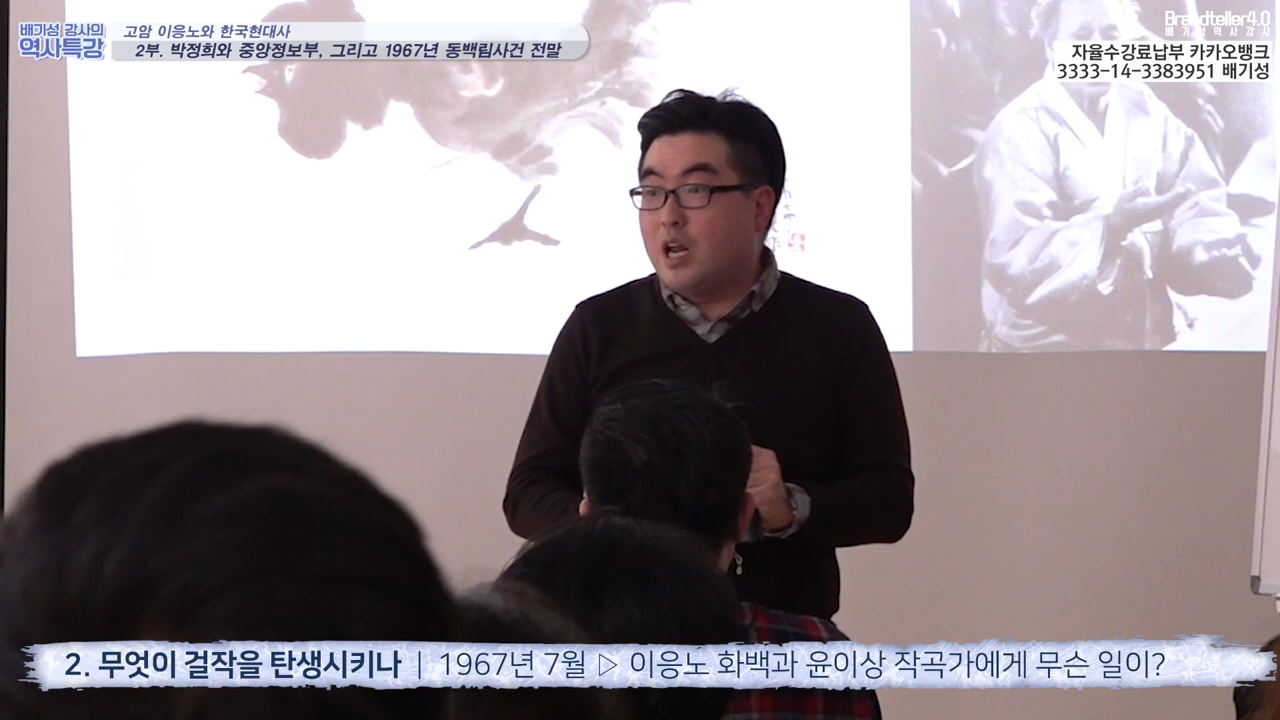 배기성 강사의
역사특강
고암 이응노와 한국현대사
2부. 박정희와 중앙정보부, 그리고 1967년 동백림사건 전말
Brandteller4.0
배기성역사강사
자율수강료납부 카카오뱅크
3333-14-3383951 배기성
2. 무엇이 걸작을 탄생시키나 | 1967년 7월 ▷ 이응노 화백과 윤이상 작곡가에게 무슨 일이?